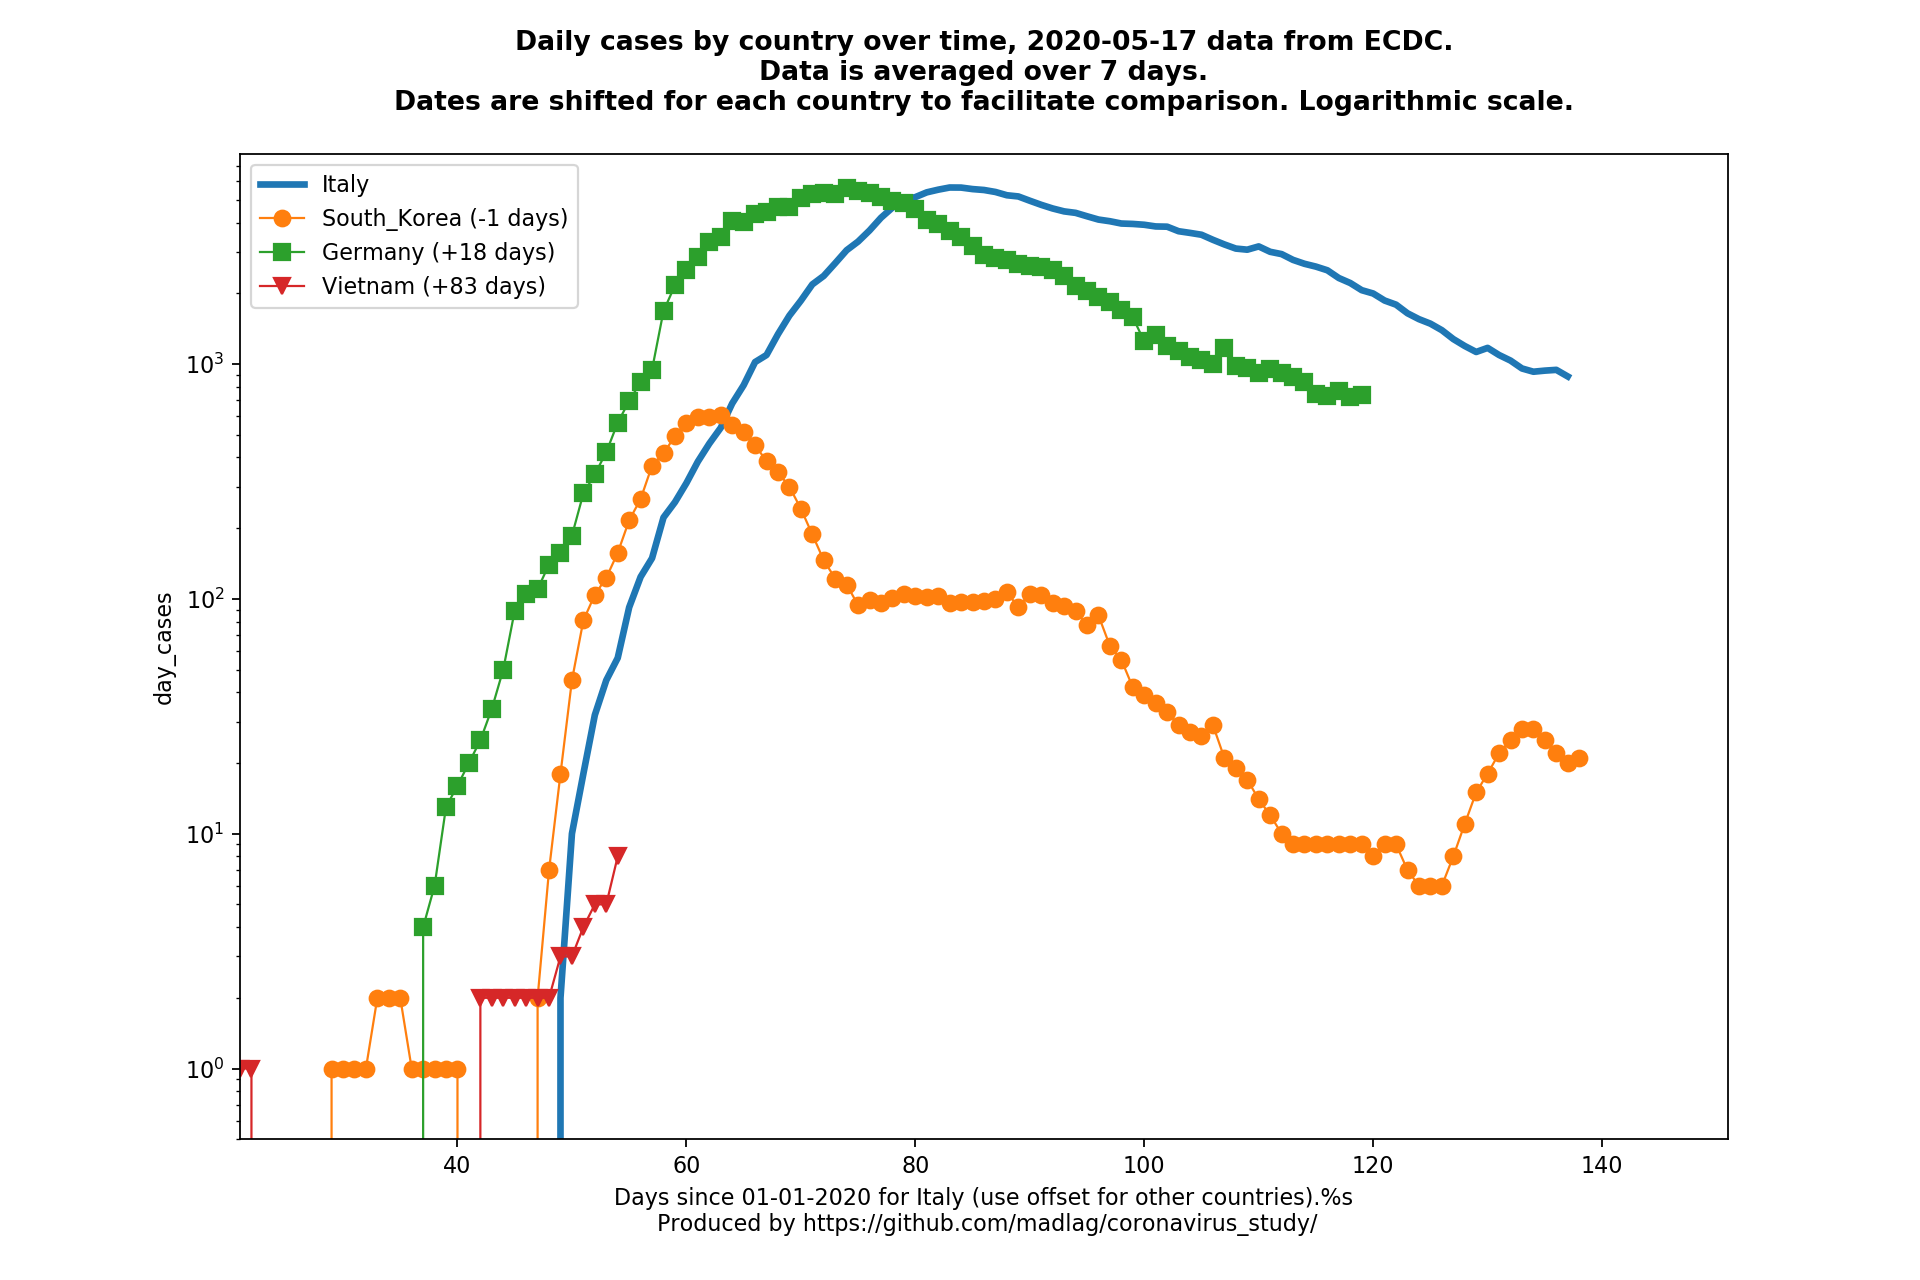 Daily cases by country over time, 2020-05-17 data from ECDC.
Data is averaged over 7 days.
Dates are shifted for each country to facilitate comparison. Logarithmic scale.
Italy
South_Korea (-1 days)
Germany (+18 days)
Vietnam (+83 days)
10³
10²
10¹
10⁰
day_cases
40 60 80 100 120 140
Days since 01-01-2020 for Italy (use offset for other countries).%s
Produced by https://github.com/madlag/coronavirus_study/